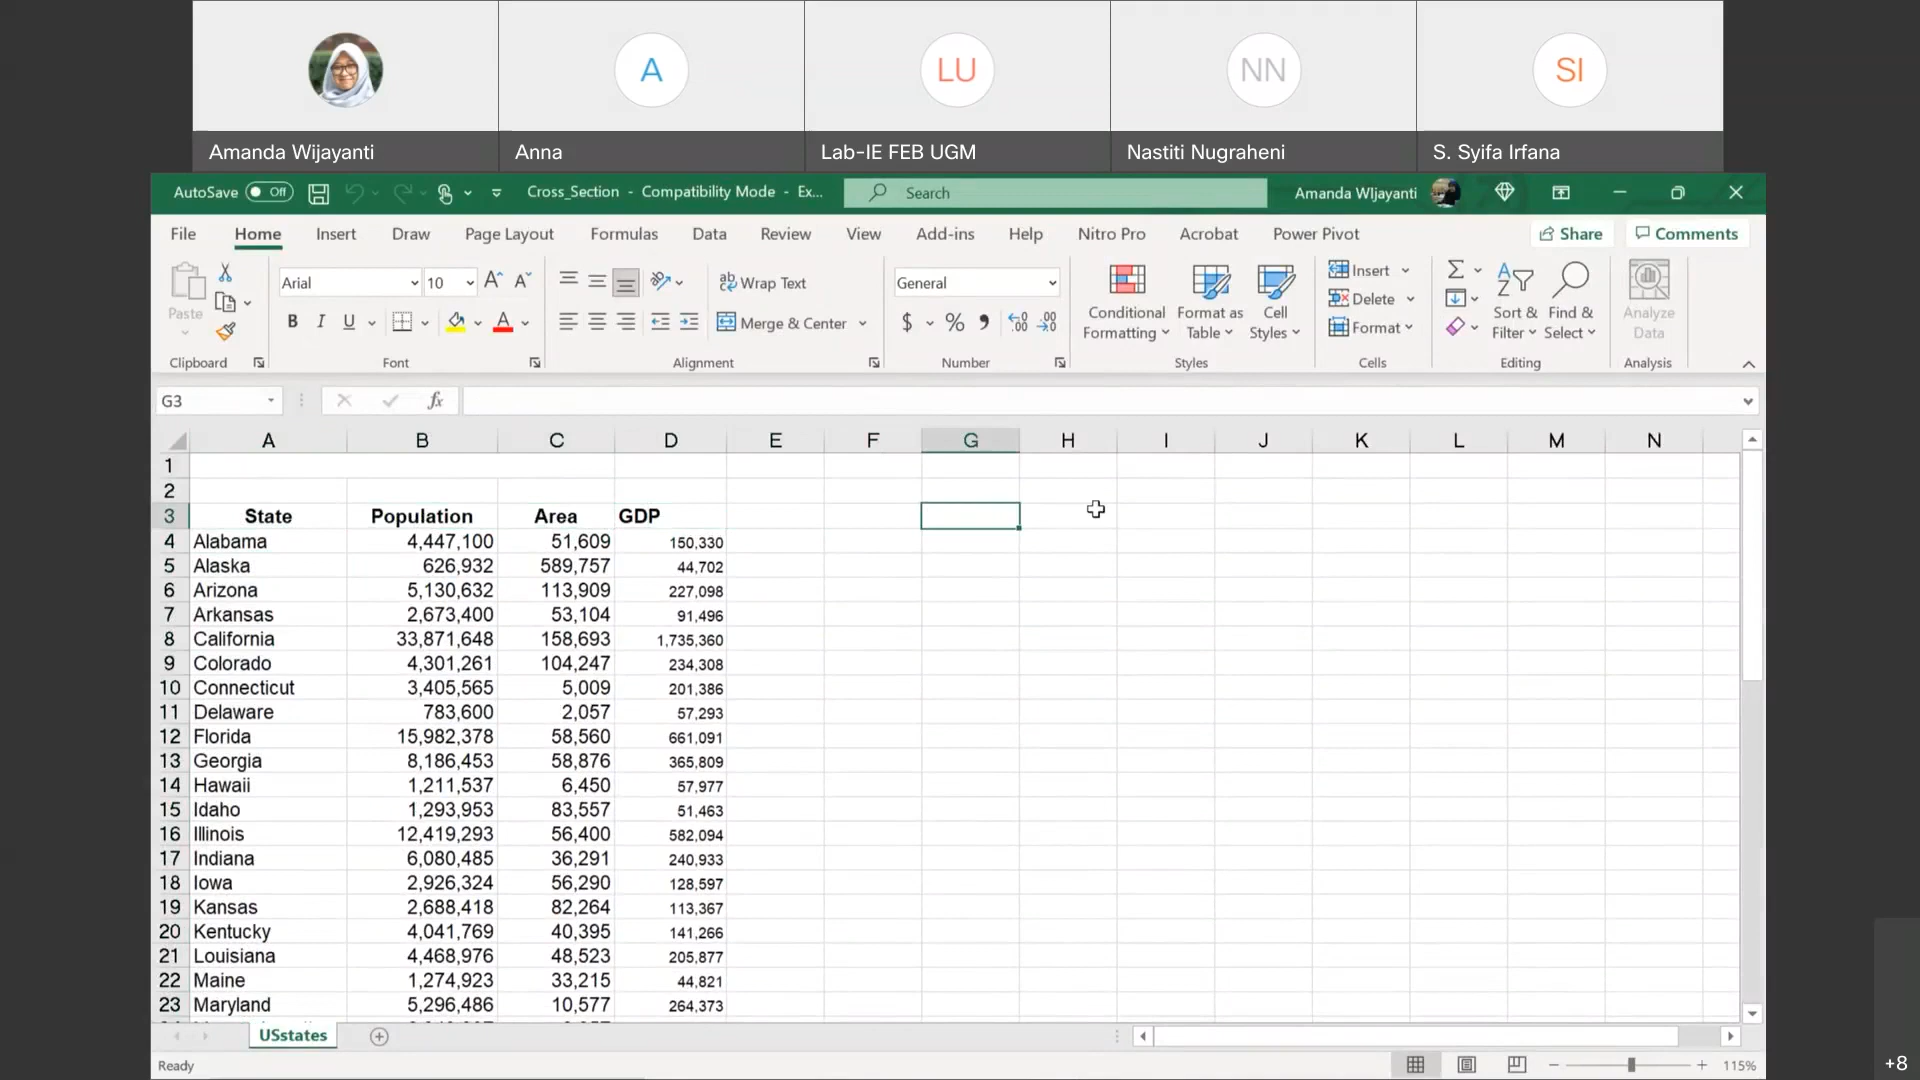 A
LU
NN
SI
Amanda Wijayanti
Anna
Lab-IE FEB UGM
Nastiti Nugraheni
S. Syifa Irfana
AutoSave Off
Cross_Section - Compatibility Mode - Ex...
Search
Amanda WIjayanti
File Home Insert Draw Page Layout Formulas Data Review View Add-ins Help Nitro Pro Acrobat Power Pivot Share Comments
Paste
Clipboard
Arial 10
B I U
Font
Wrap Text
Merge & Center
Alignment
General
$ % ,
Number
Conditional Formatting
Format as Table
Cell Styles
Styles
Insert
Delete
Format
Cells
Sort & Filter
Find & Select
Editing
Analyze Data
Analysis
G3 fx
A B C D E F G H I J K L M N
1
2
3 State Population Area GDP
4 Alabama 4,447,100 51,609 150,330
5 Alaska 626,932 589,757 44,702
6 Arizona 5,130,632 113,909 227,098
7 Arkansas 2,673,400 53,104 91,496
8 California 33,871,648 158,693 1,735,360
9 Colorado 4,301,261 104,247 234,308
10 Connecticut 3,405,565 5,009 201,386
11 Delaware 783,600 2,057 57,293
12 Florida 15,982,378 58,560 661,091
13 Georgia 8,186,453 58,876 365,809
14 Hawaii 1,211,537 6,450 57,977
15 Idaho 1,293,953 83,557 51,463
16 Illinois 12,419,293 56,400 582,094
17 Indiana 6,080,485 36,291 240,933
18 Iowa 2,926,324 56,290 128,597
19 Kansas 2,688,418 82,264 113,367
20 Kentucky 4,041,769 40,395 141,266
21 Louisiana 4,468,976 48,523 205,877
22 Maine 1,274,923 33,215 44,821
23 Maryland 5,296,486 10,577 264,373
USstates
Ready
115%
+8